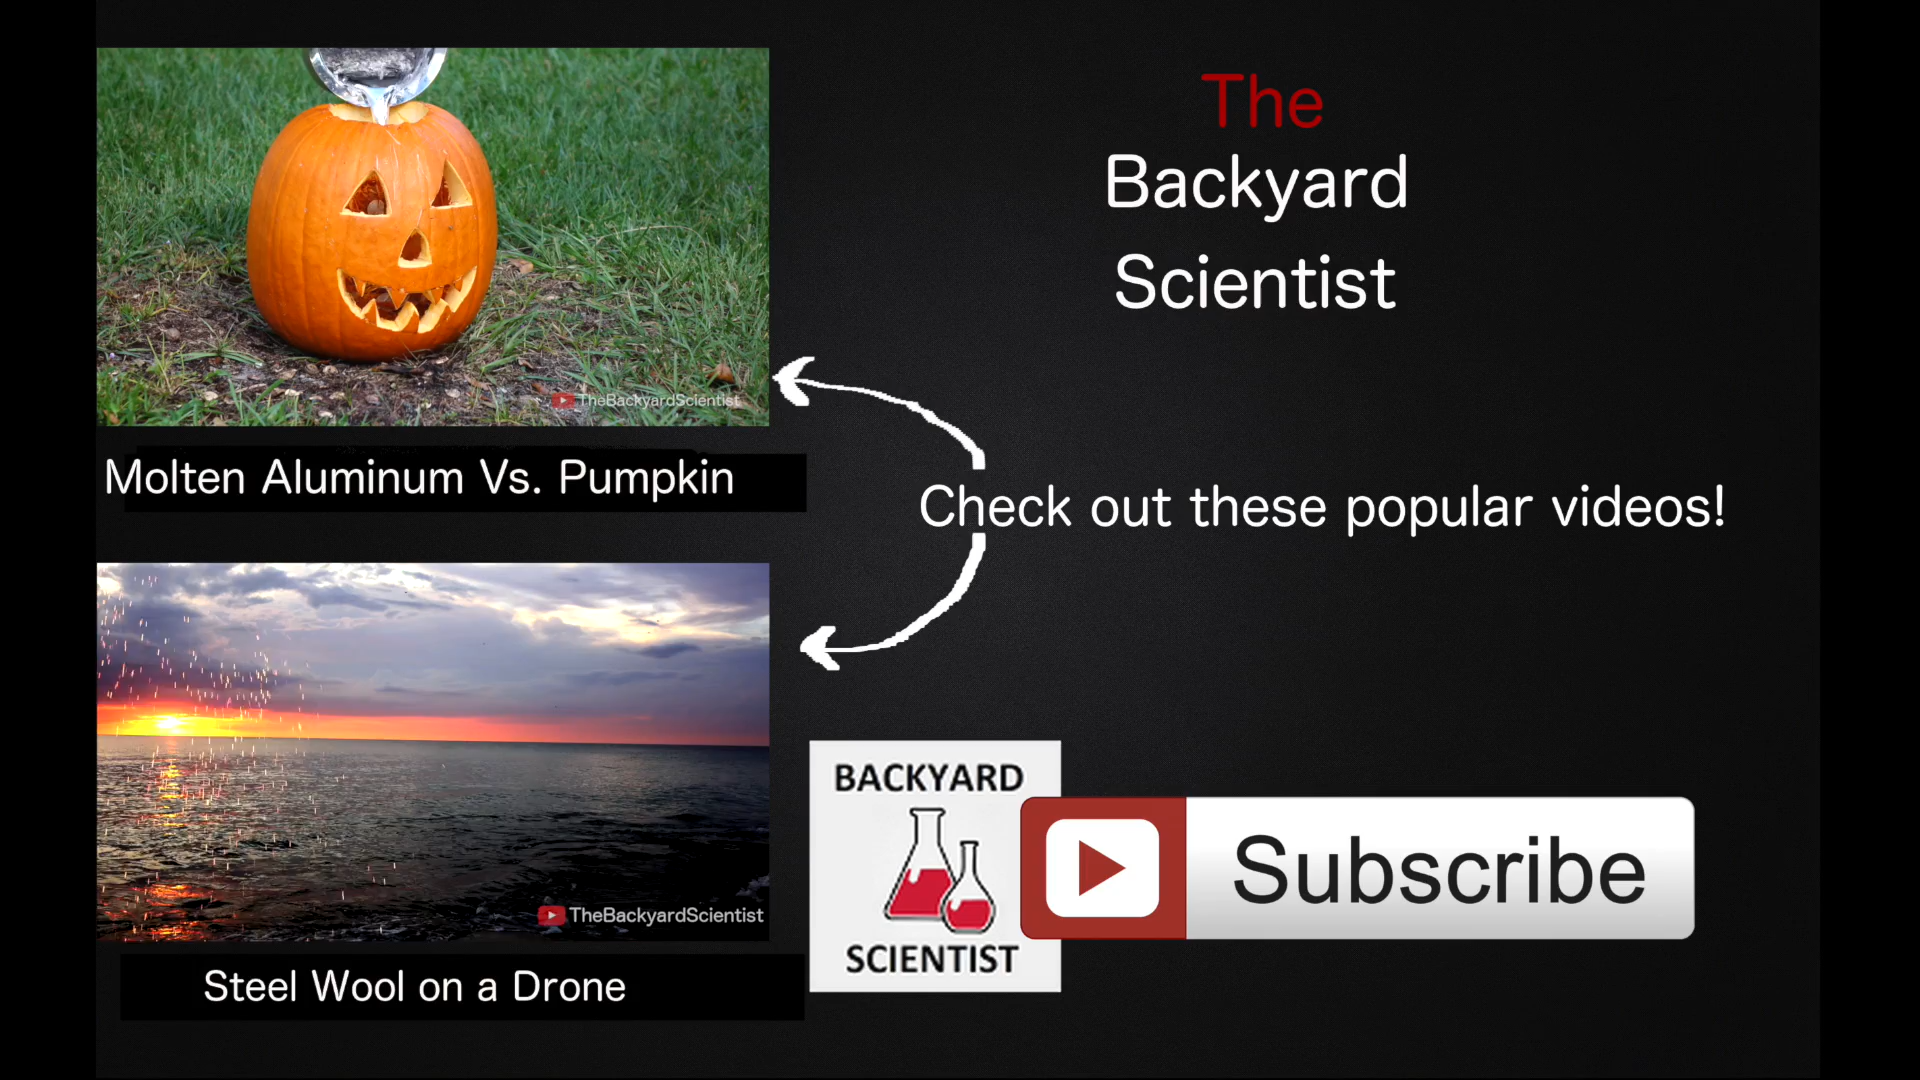 The
Backyard
Scientist
TheBackyardScientist
Molten Aluminum Vs. Pumpkin
Check out these popular videos!
TheBackyardScientist
Steel Wool on a Drone
BACKYARD
SCIENTIST
Subscribe